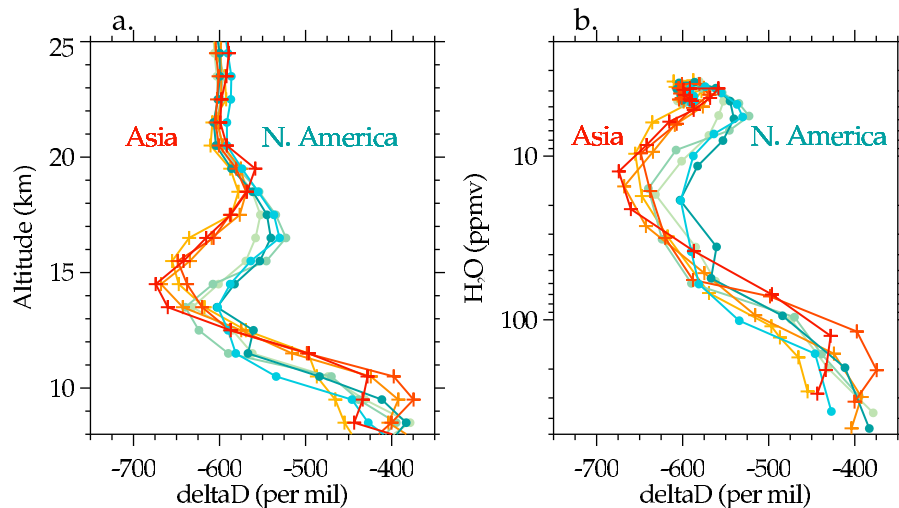 a.
25
20
15
10
Altitude (km)
Asia
N. America
-700
-600
-500
-400
deltaD (per mil)
b.
10
100
H₂O (ppmv)
Asia
N. America
-700
-600
-500
-400
deltaD (per mil)